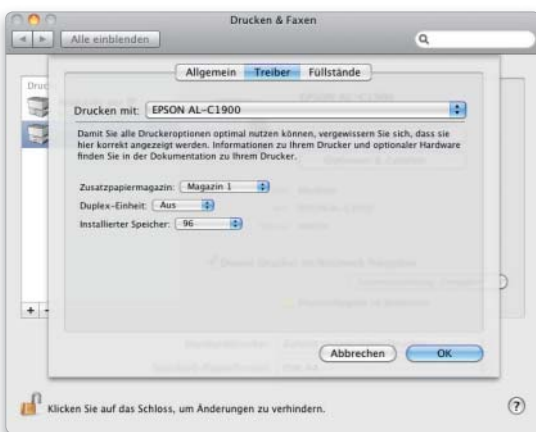 Drucken & Faxen
Alle einblenden
Druc
Allgemein Treiber Füllstände
Drucken mit: EPSON AL-C1900
Damit Sie alle Druckeroptionen optimal nutzen können, vergewissern Sie sich, dass sie
hier korrekt angezeigt werden. Informationen zu Ihrem Drucker und optionaler Hardware
finden Sie in der Dokumentation zu Ihrem Drucker.
Zusatzpapiermagazin: Magazin 1
Duplex-Einheit: Aus
Installierter Speicher: 96
+ -
Abbrechen OK
Klicken Sie auf das Schloss, um Änderungen zu verhindern. ?